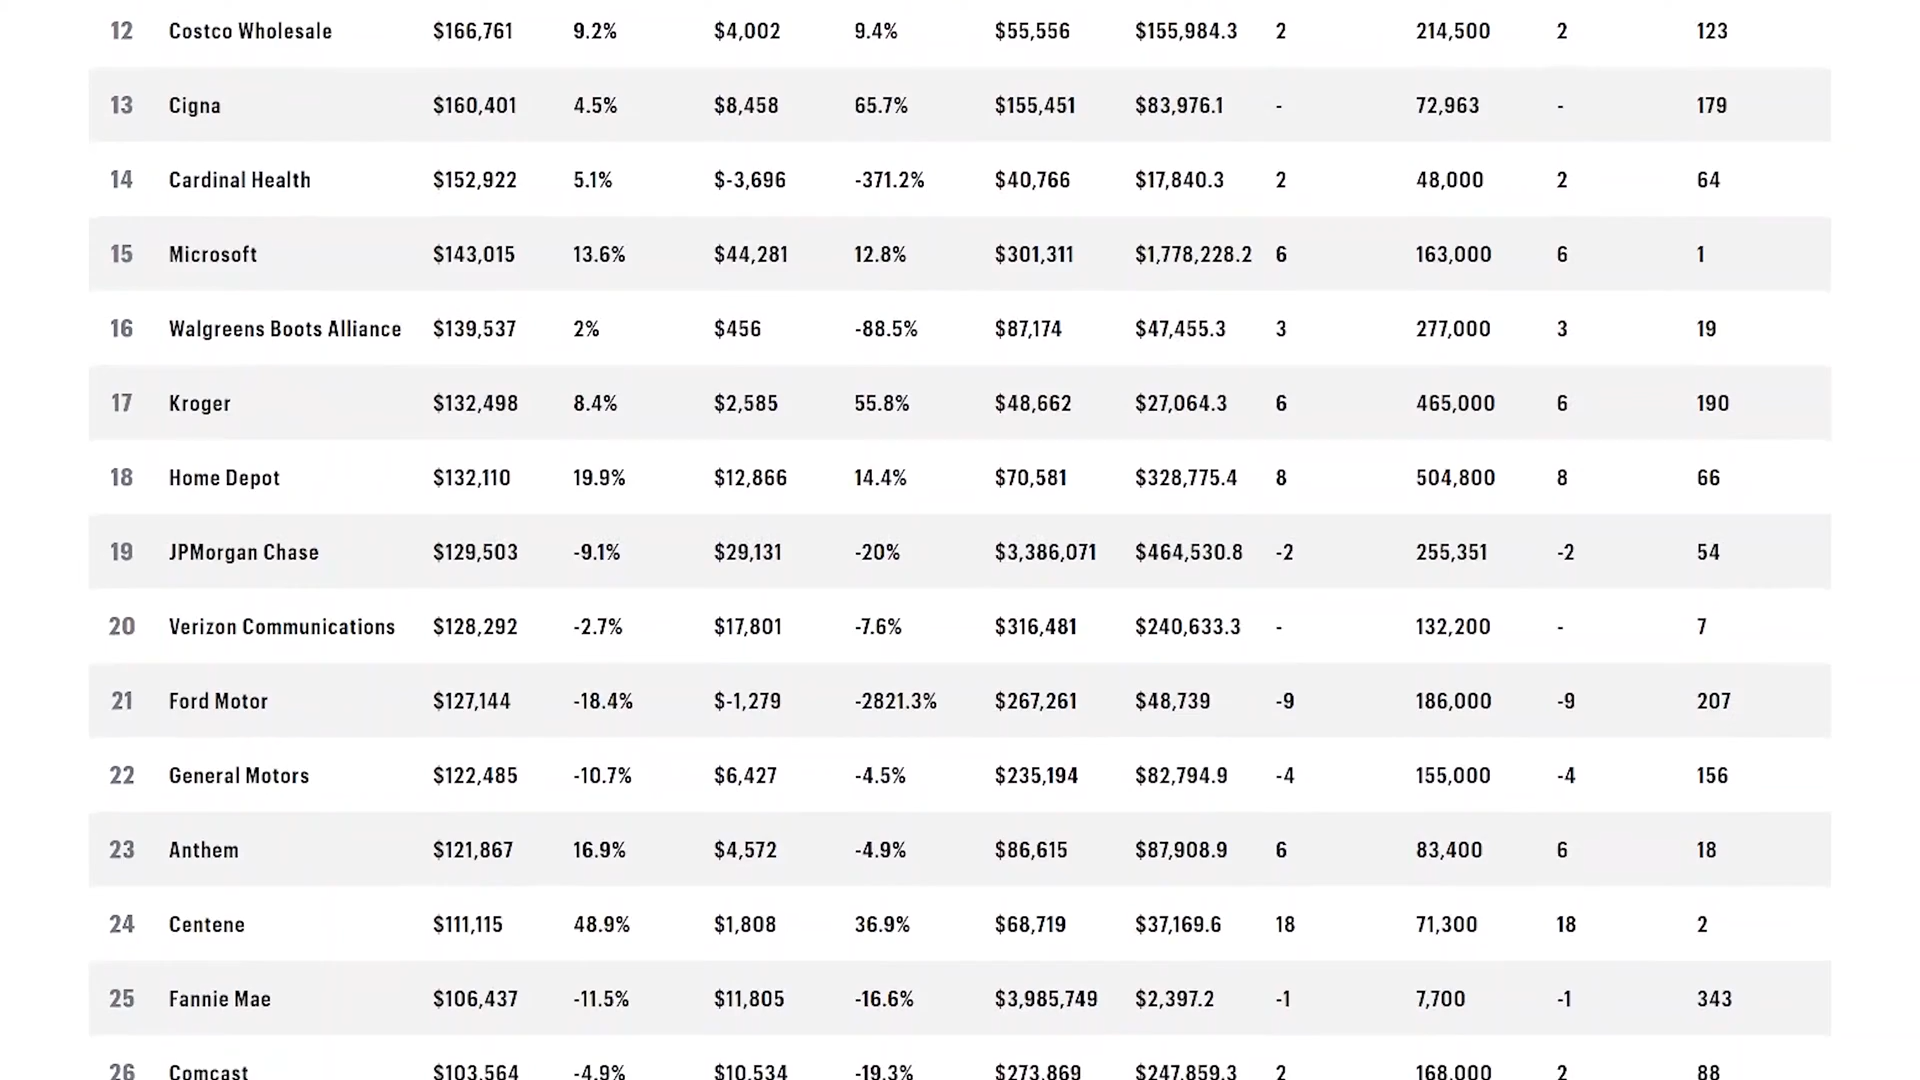 12 Costco Wholesale $166,761 9.2% $4,002 9.4% $55,556 $155,984.3 2 214,500 2 123
13 Cigna $160,401 4.5% $8,458 65.7% $155,451 $83,976.1 - 72,963 - 179
14 Cardinal Health $152,922 5.1% $-3,696 -371.2% $40,766 $17,840.3 2 48,000 2 64
15 Microsoft $143,015 13.6% $44,281 12.8% $301,311 $1,778,228.2 6 163,000 6 1
16 Walgreens Boots Alliance $139,537 2% $456 -88.5% $87,174 $47,455.3 3 277,000 3 19
17 Kroger $132,498 8.4% $2,585 55.8% $48,662 $27,064.3 6 465,000 6 190
18 Home Depot $132,110 19.9% $12,866 14.4% $70,581 $328,775.4 8 504,800 8 66
19 JPMorgan Chase $129,503 -9.1% $29,131 -20% $3,386,071 $464,530.8 -2 255,351 -2 54
20 Verizon Communications $128,292 -2.7% $17,801 -7.6% $316,481 $240,633.3 - 132,200 - 7
21 Ford Motor $127,144 -18.4% $-1,279 -2821.3% $267,261 $48,739 -9 186,000 -9 207
22 General Motors $122,485 -10.7% $6,427 -4.5% $235,194 $82,794.9 -4 155,000 -4 156
23 Anthem $121,867 16.9% $4,572 -4.9% $86,615 $87,908.9 6 83,400 6 18
24 Centene $111,115 48.9% $1,808 36.9% $68,719 $37,169.6 18 71,300 18 2
25 Fannie Mae $106,437 -11.5% $11,805 -16.6% $3,985,749 $2,397.2 -1 7,700 -1 343
26 Comcast $103,564 -4.9% $10,534 -19.3% $273,869 $247,859.3 2 168,000 2 88